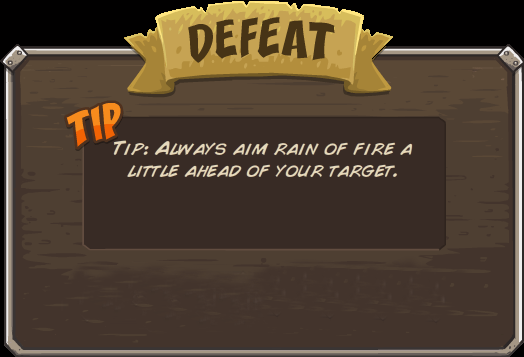 DEFEAT
TIP
TIP: ALWAYS AIM RAIN OF FIRE A
LITTLE AHEAD OF YOUR TARGET.